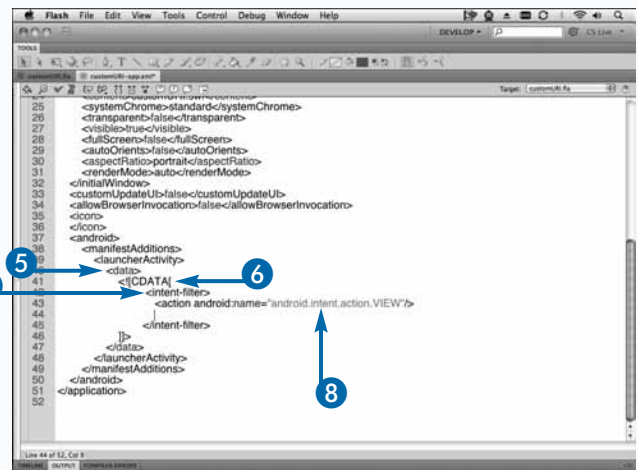 Flash File Edit View Tools Control Debug Window Help
DEVELOP
CS Live
TOOLS
customURI.fla customURI-app.xml*
Target: customURI.fla
25 <systemChrome>standard</systemChrome>
26 <transparent>false</transparent>
27 <visible>true</visible>
28 <fullScreen>false</fullScreen>
29 <autoOrients>false</autoOrients>
30 <aspectRatio>portrait</aspectRatio>
31 <renderMode>auto</renderMode>
32 </initialWindow>
33 <customUpdateUI>false</customUpdateUI>
34 <allowBrowserInvocation>false</allowBrowserInvocation>
35 <icon>
36 </icon>
37 <android>
38 <manifestAdditions>
39 <launcherActivity>
5 <data>
41 <![CDATA[ 6
<intent-filter>
43 <action android:name="android.intent.action.VIEW"/>
44
45 </intent-filter>
46 ]]>
47 </data>
48 </launcherActivity>
49 </manifestAdditions>
50 </android>
51 </application>
52
8
Line 44 of 52, Col 9
TIMELINE OUTPUT COMPILER ERRORS